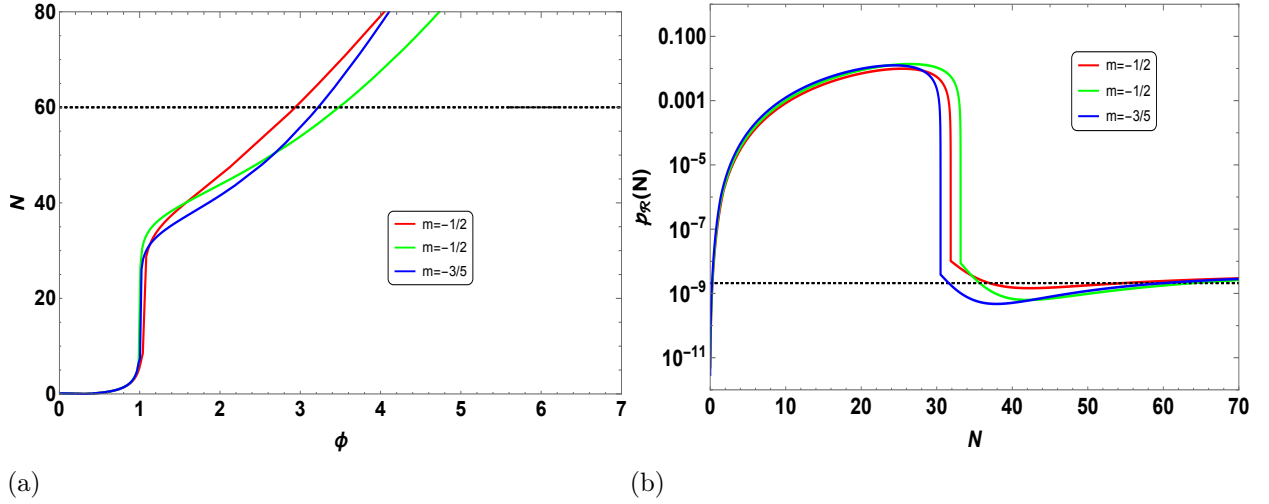 80
60
40
20
0
N
0 1 2 3 4 5 6 7
ϕ
m=−1/2
m=−1/2
m=−3/5
(a)
0.100
0.001
10⁻⁵
10⁻⁷
10⁻⁹
10⁻¹¹
p_ℛ(N)
0 10 20 30 40 50 60 70
N
m=−1/2
m=−1/2
m=−3/5
(b)